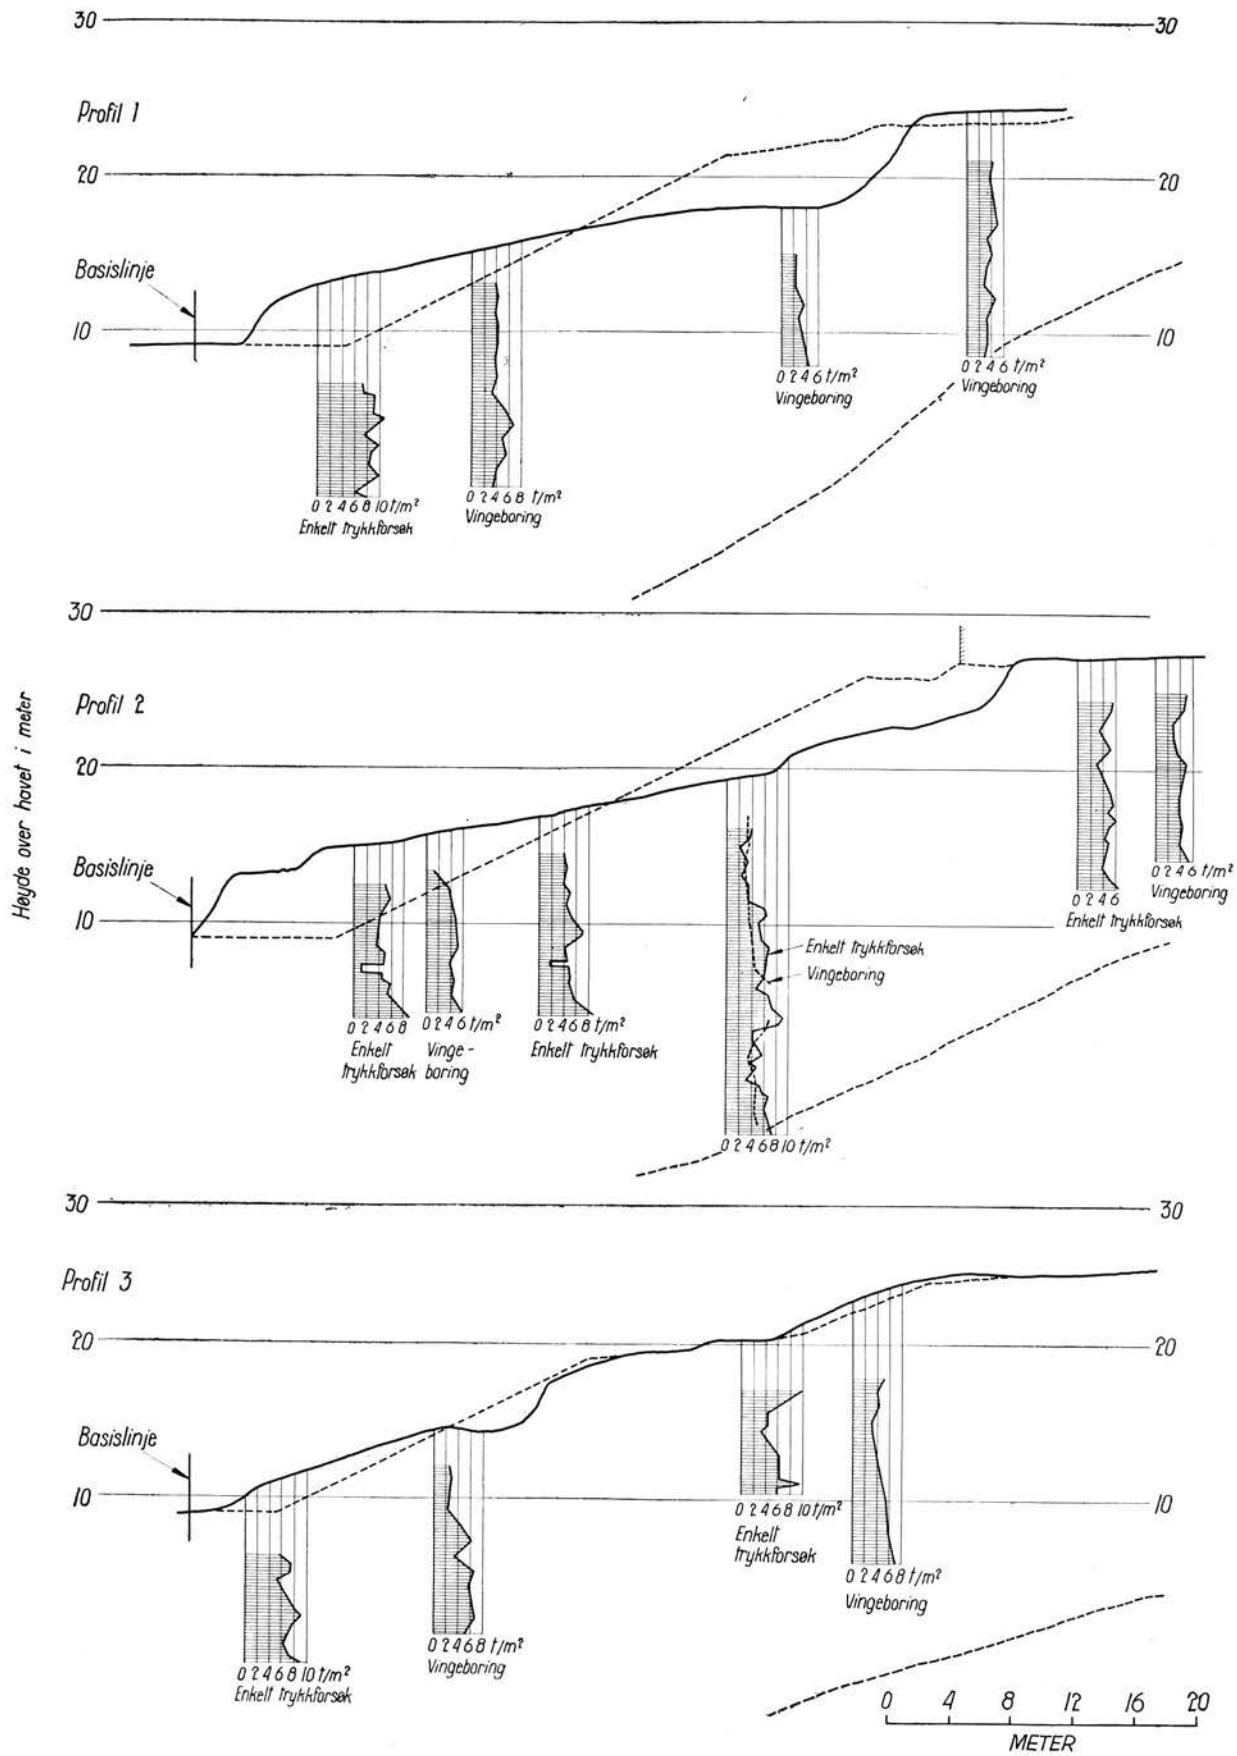 30
30
Profil 1
20
20
Basislinje
10
10
0 2 4 6 t/m²
Vingeboring
0 2 4 6 t/m²
Vingeboring
0 2 4 6 8 10 t/m²
Enkelt trykkforsøk
0 2 4 6 8 t/m²
Vingeboring
30
Høyde over havet i meter
Profil 2
20
Basislinje
10
0 2 4 6
Enkelt trykkforsøk
0 2 4 6 t/m²
Vingeboring
Enkelt trykkforsøk
Vingeboring
0 2 4 6 8
Enkelt
trykkforsøk
0 2 4 6 t/m²
Vinge-
boring
0 2 4 6 8 t/m²
Enkelt trykkforsøk
0 2 4 6 8 10 t/m²
30
30
Profil 3
20
20
Basislinje
10
10
0 2 4 6 8 10 t/m²
Enkelt
trykkforsøk
0 2 4 6 8 t/m²
Vingeboring
0 2 4 6 8 t/m²
Vingeboring
0 2 4 6 8 10 t/m²
Enkelt trykkforsøk
0 4 8 12 16 20
METER